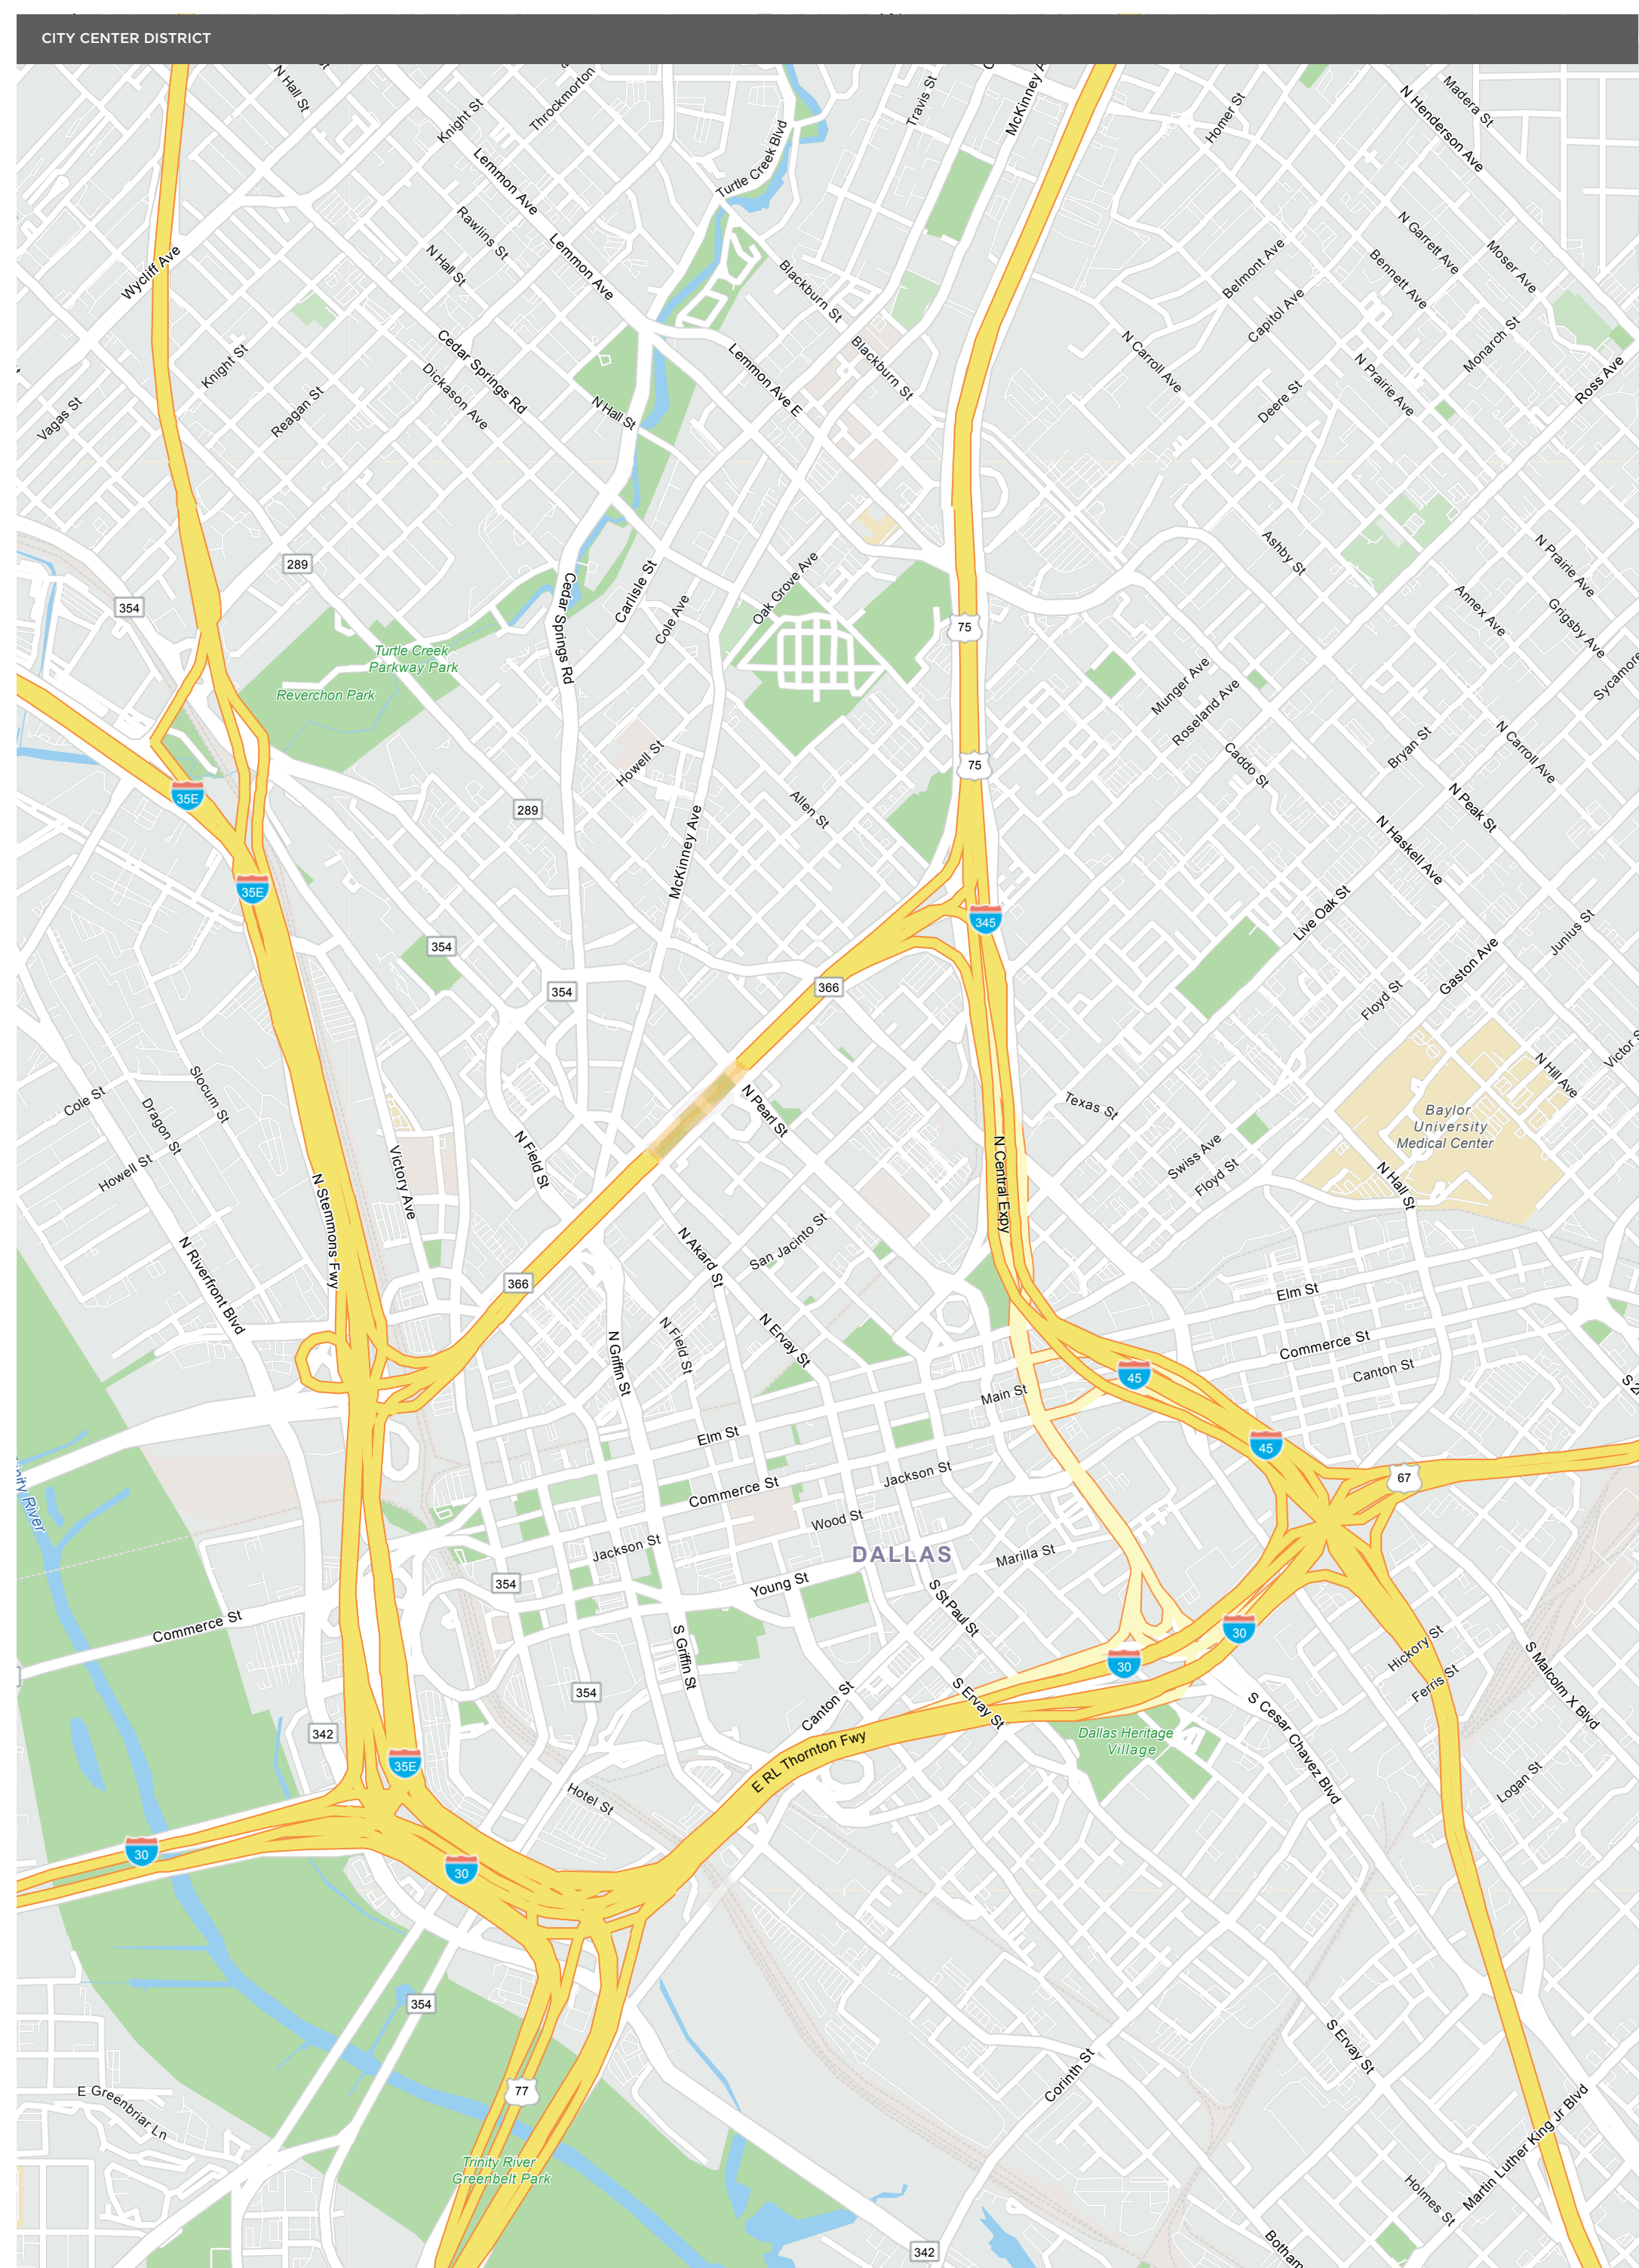 CITY CENTER DISTRICT
N Hall St
Knight St
Throckmorton
Travis St
McKinney A
Homer St
Madera St
N Henderson Ave
Turtle Creek Blvd
Lemmon Ave
Rawlins St
N Hall St
Lemmon Ave
Wycliff Ave
Blackburn St
Belmont Ave
N Garrett Ave
Bennett Ave
Moser Ave
Capitol Ave
Monarch St
Knight St
Cedar Springs Rd
Dickason Ave
Lemmon Ave E
Blackburn St
N Carroll Ave
N Prairie Ave
Ross Ave
Vagas St
Reagan St
N Hall St
Deere St
289
354
Cedar Springs Rd
Carlisle St
Cole Ave
Oak Grove Ave
75
Ashby St
N Prairie Ave
Annex Ave
Grigsby Ave
Sycamore
Turtle Creek
Parkway Park
Reverchon Park
Munger Ave
Roseland Ave
Howell St
75
Caddo St
Bryan St
N Carroll Ave
35E
289
Allen St
N Peak St
McKinney Ave
N Haskell Ave
35E
345
Live Oak St
Junius St
354
354
366
Gaston Ave
Floyd St
Victor S
Cole St
Slocum St
Dragon St
N Pearl St
Texas St
N Hill Ave
Baylor
University
Medical Center
Howell St
Victory Ave
N Field St
N Central Expy
Swiss Ave
Floyd St
N Hall St
N Stemmons Fwy
N Riverfront Blvd
N Akard St
San Jacinto St
366
Elm St
N Griffin St
N Field St
N Ervay St
Commerce St
Canton St
45
Main St
S 2
Elm St
45
67
Trinity River
Commerce St
Jackson St
Wood St
Jackson St
DALLAS
Marilla St
354
Young St
S St Paul St
Commerce St
S Griffin St
30
30
Hickory St
Ferris St
S Malcolm X Blvd
354
Canton St
S Ervay St
S Cesar Chavez Blvd
342
Dallas Heritage
Village
35E
E RL Thornton Fwy
Logan St
Hotel St
30
30
354
77
S Ervay St
Corinth St
E Greenbriar Ln
Martin Luther King Jr Blvd
Trinity River
Greenbelt Park
Holmes St
342
Botham